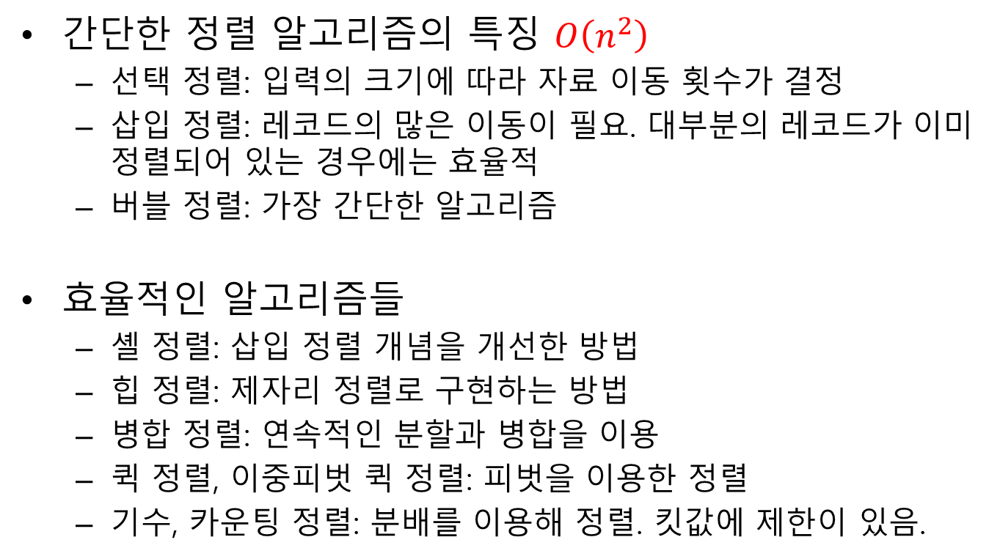 • 간단한 정렬 알고리즘의 특징 O(n²)
– 선택 정렬: 입력의 크기에 따라 자료 이동 횟수가 결정
– 삽입 정렬: 레코드의 많은 이동이 필요. 대부분의 레코드가 이미
정렬되어 있는 경우에는 효율적
– 버블 정렬: 가장 간단한 알고리즘
• 효율적인 알고리즘들
– 셸 정렬: 삽입 정렬 개념을 개선한 방법
– 힙 정렬: 제자리 정렬로 구현하는 방법
– 병합 정렬: 연속적인 분할과 병합을 이용
– 퀵 정렬, 이중피벗 퀵 정렬: 피벗을 이용한 정렬
– 기수, 카운팅 정렬: 분배를 이용해 정렬. 킷값에 제한이 있음.